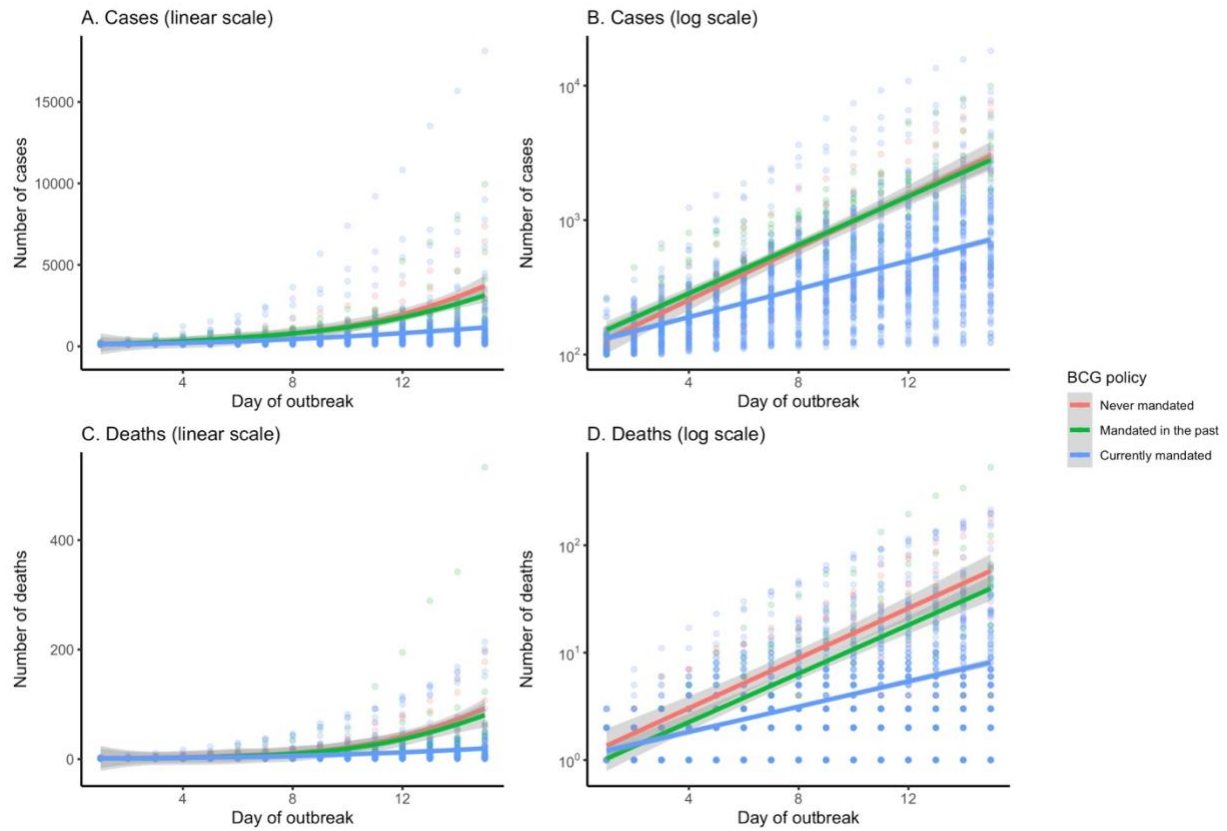 A. Cases (linear scale)
15000
10000
5000
0
Number of cases
4
8
12
Day of outbreak
B. Cases (log scale)
10⁴
10³
10²
Number of cases
4
8
12
Day of outbreak
C. Deaths (linear scale)
400
200
0
Number of deaths
4
8
12
Day of outbreak
D. Deaths (log scale)
10²
10¹
10⁰
Number of deaths
4
8
12
Day of outbreak
BCG policy
Never mandated
Mandated in the past
Currently mandated